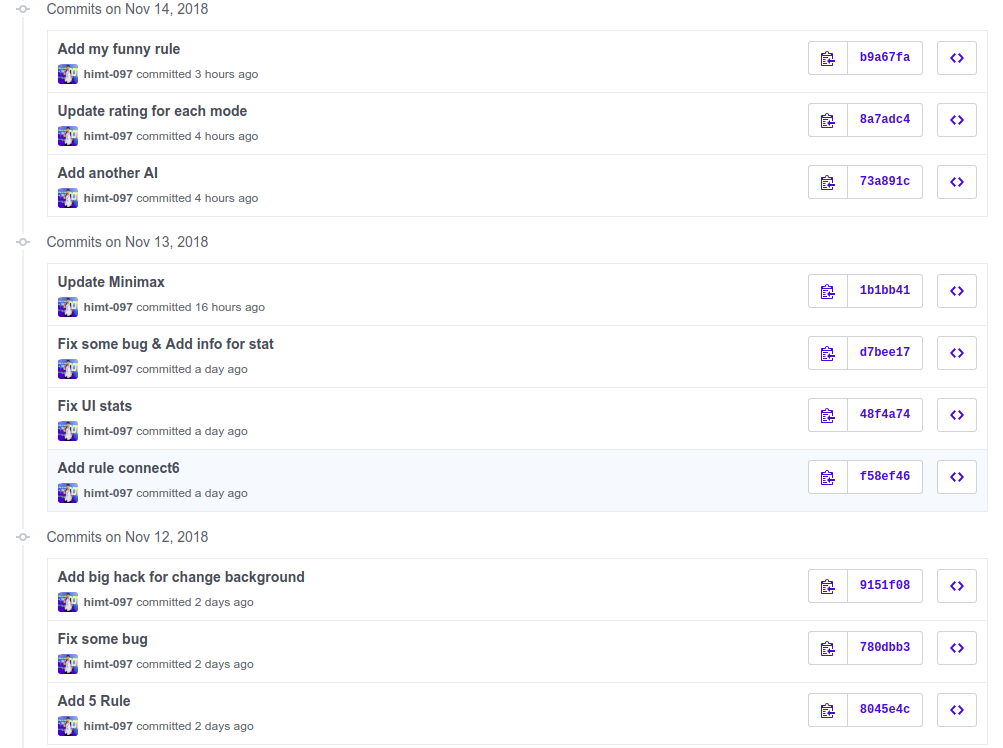 Commits on Nov 14, 2018
Add my funny rule
himt-097 committed 3 hours ago
b9a67fa
Update rating for each mode
himt-097 committed 4 hours ago
8a7adc4
Add another AI
himt-097 committed 4 hours ago
73a891c
Commits on Nov 13, 2018
Update Minimax
himt-097 committed 16 hours ago
1b1bb41
Fix some bug & Add info for stat
himt-097 committed a day ago
d7bee17
Fix UI stats
himt-097 committed a day ago
48f4a74
Add rule connect6
himt-097 committed a day ago
f58ef46
Commits on Nov 12, 2018
Add big hack for change background
himt-097 committed 2 days ago
9151f08
Fix some bug
himt-097 committed 2 days ago
780dbb3
Add 5 Rule
himt-097 committed 2 days ago
8045e4c